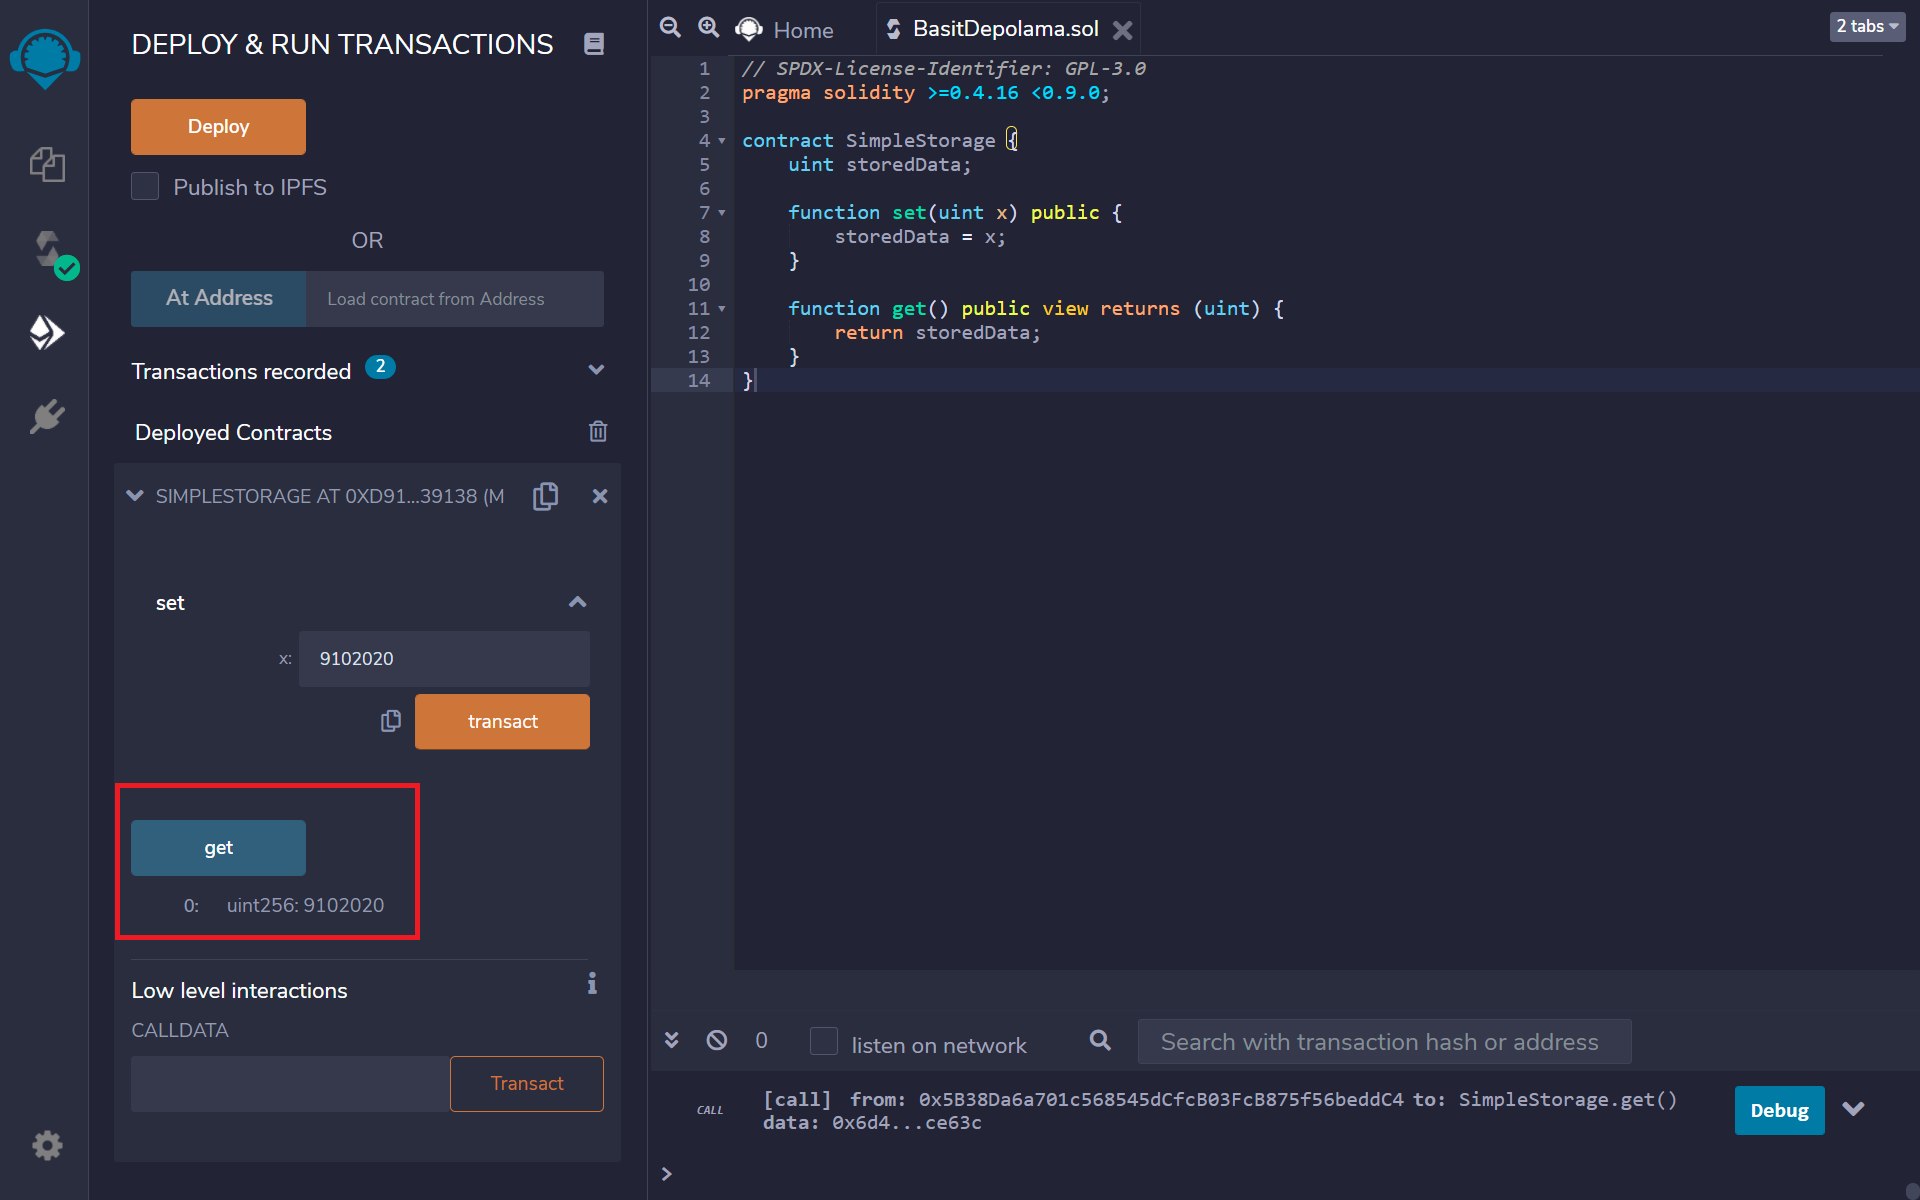 DEPLOY & RUN TRANSACTIONS
Deploy
Publish to IPFS
OR
At Address
Load contract from Address
Transactions recorded 2
Deployed Contracts
SIMPLESTORAGE AT 0XD91...39138 (M
set
x: 9102020
transact
get
0: uint256: 9102020
Low level interactions
i
CALLDATA
Transact
Home
BasitDepolama.sol
2 tabs
1 // SPDX-License-Identifier: GPL-3.0
2 pragma solidity >=0.4.16 <0.9.0;
3
4 contract SimpleStorage {
5 uint storedData;
6
7 function set(uint x) public {
8 storedData = x;
9 }
10
11 function get() public view returns (uint) {
12 return storedData;
13 }
14 }
0
listen on network
Search with transaction hash or address
CALL
[call] from: 0x5B38Da6a701c568545dCfcB03FcB875f56beddC4 to: SimpleStorage.get()
data: 0x6d4...ce63c
Debug
>